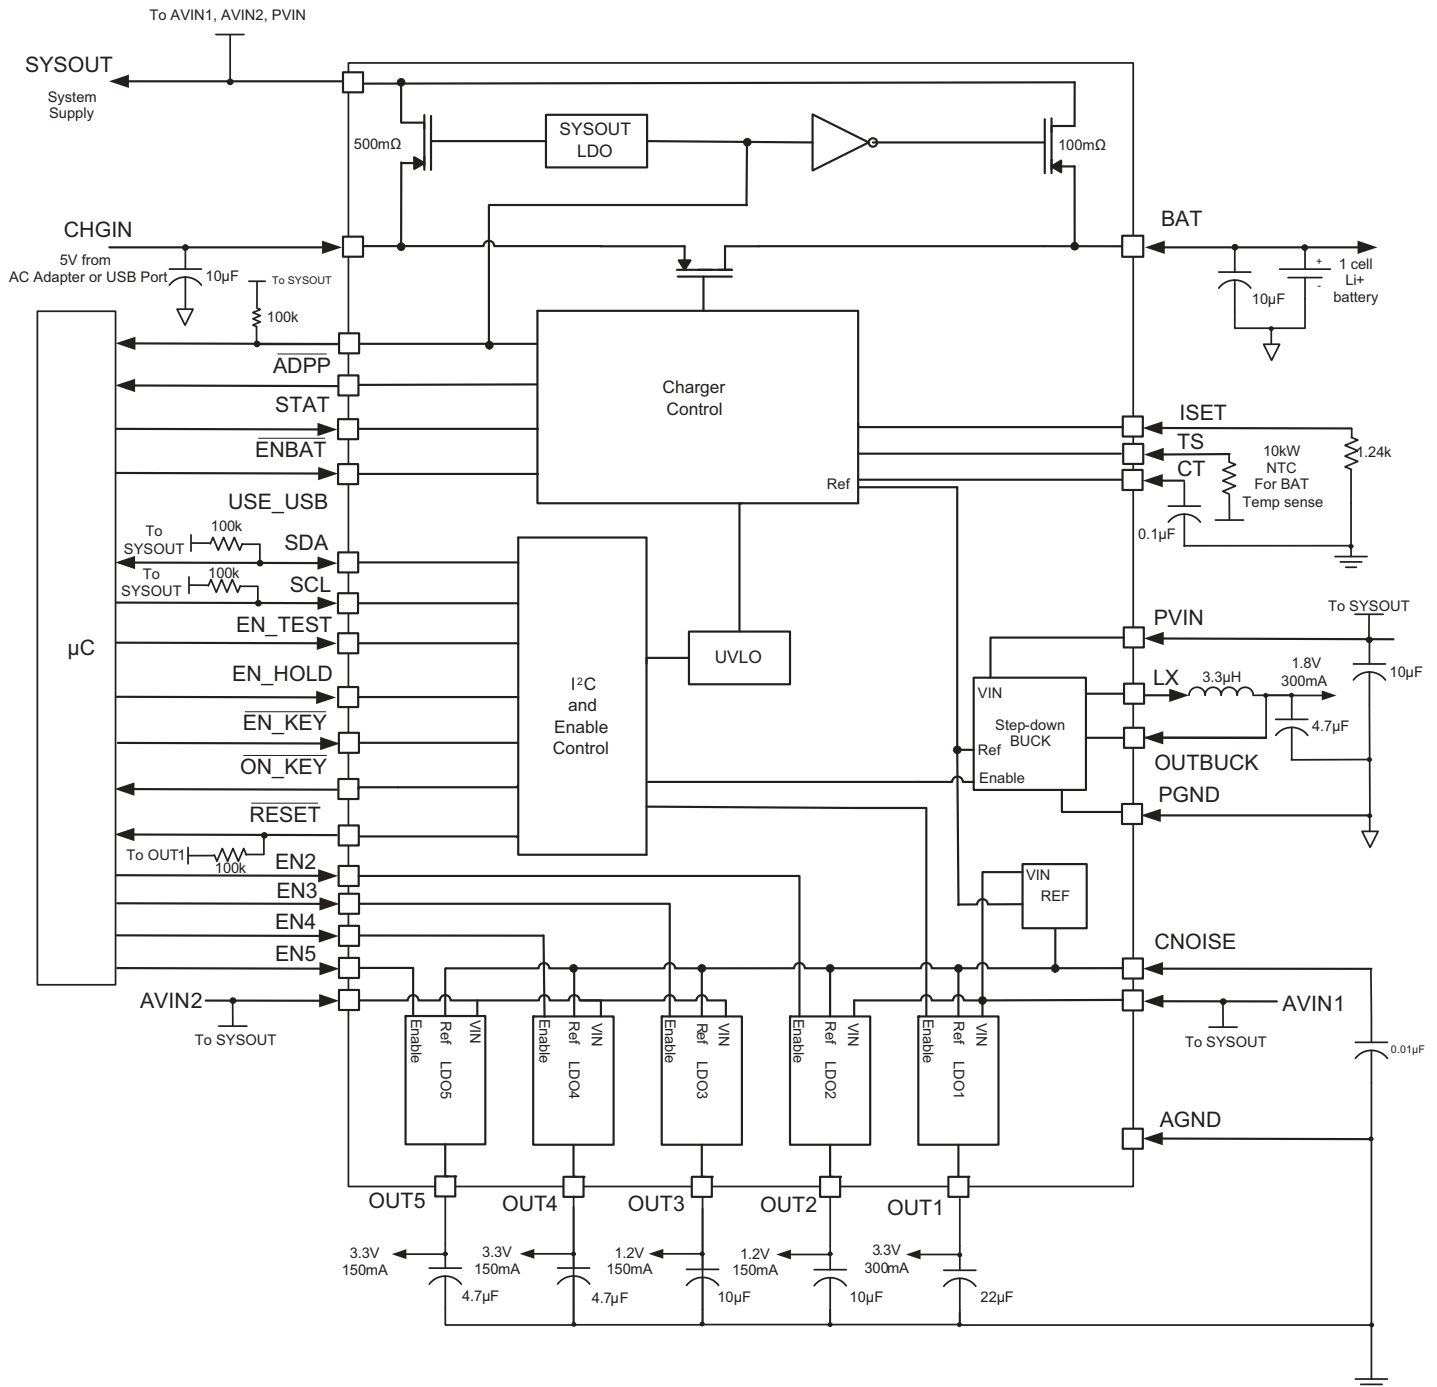 To AVIN1, AVIN2, PVIN
SYSOUT
System
Supply
500mΩ
SYSOUT
LDO
100mΩ
CHGIN
5V from
AC Adapter or USB Port
10µF
To SYSOUT
100k
BAT
10µF
+
-
1 cell
Li+
battery
ADPP
STAT
ENBAT
USE_USB
Charger
Control
Ref
ISET
TS
CT
10kW
NTC
For BAT
Temp sense
1.24k
0.1µF
µC
To
SYSOUT
100k
SDA
To
SYSOUT
100k
SCL
EN_TEST
EN_HOLD
EN_KEY
ON_KEY
RESET
To OUT1
100k
EN2
EN3
EN4
EN5
AVIN2
To SYSOUT
I²C
and
Enable
Control
UVLO
VIN
Step-down
BUCK
Ref
Enable
PVIN
To SYSOUT
LX
3.3µH
1.8V
300mA
10µF
4.7µF
OUTBUCK
PGND
VIN
REF
CNOISE
AVIN1
To SYSOUT
0.01µF
AGND
Enable
Ref
VIN
LDO5
Enable
Ref
VIN
LDO4
Enable
Ref
VIN
LDO3
Enable
Ref
VIN
LDO2
Enable
Ref
VIN
LDO1
OUT5
OUT4
OUT3
OUT2
OUT1
3.3V
150mA
4.7µF
3.3V
150mA
4.7µF
1.2V
150mA
10µF
1.2V
150mA
10µF
3.3V
300mA
22µF